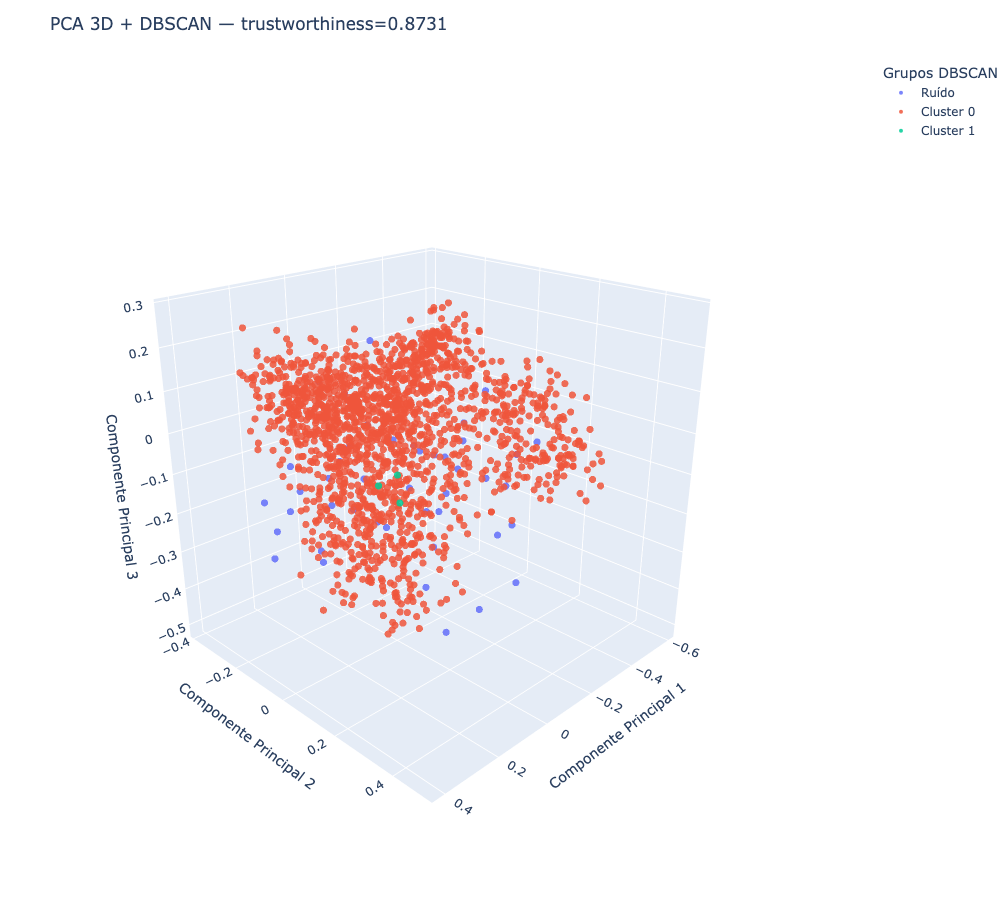 PCA 3D + DBSCAN — trustworthiness=0.8731
Grupos DBSCAN
Ruído
Cluster 0
Cluster 1
0.3
0.2
0.1
0
−0.1
−0.2
−0.3
−0.4
−0.5
Componente Principal 3
−0.4
−0.2
0
0.2
0.4
Componente Principal 2
−0.6
−0.4
−0.2
0
0.2
0.4
Componente Principal 1